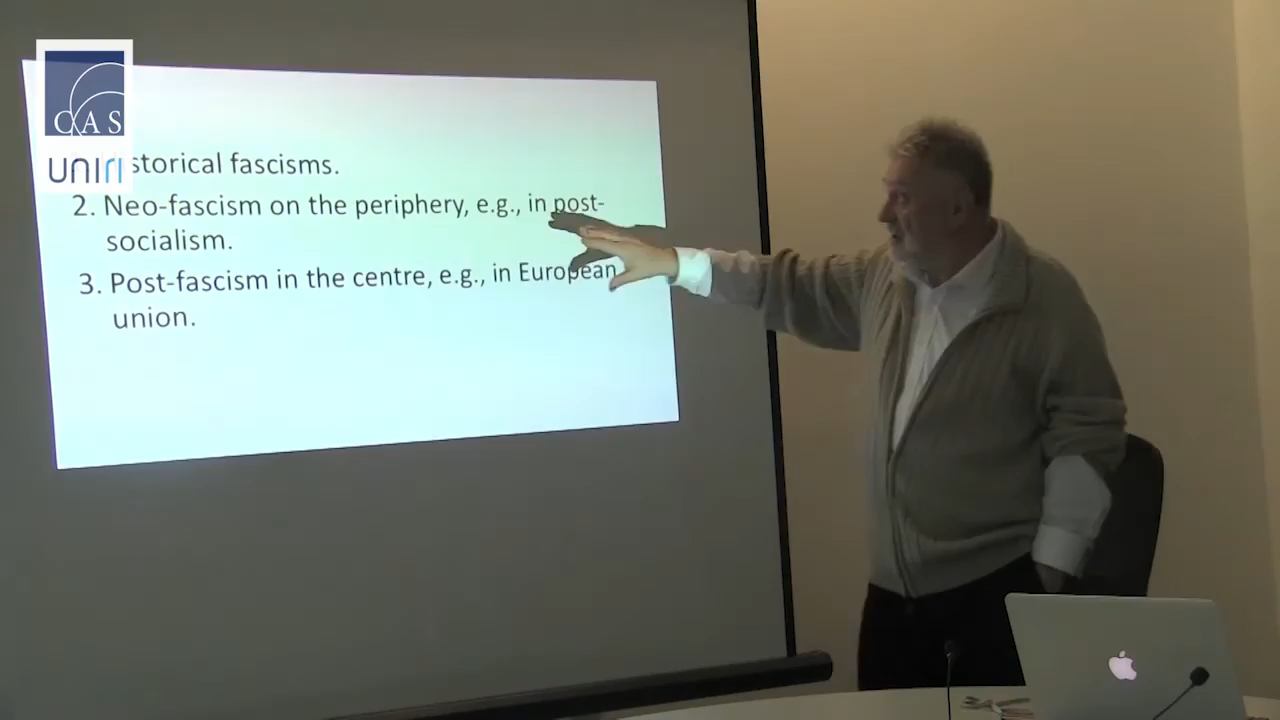 CAS
UNIRI
storical fascisms.
2. Neo-fascism on the periphery, e.g., in post-
socialism.
3. Post-fascism in the centre, e.g., in European
union.